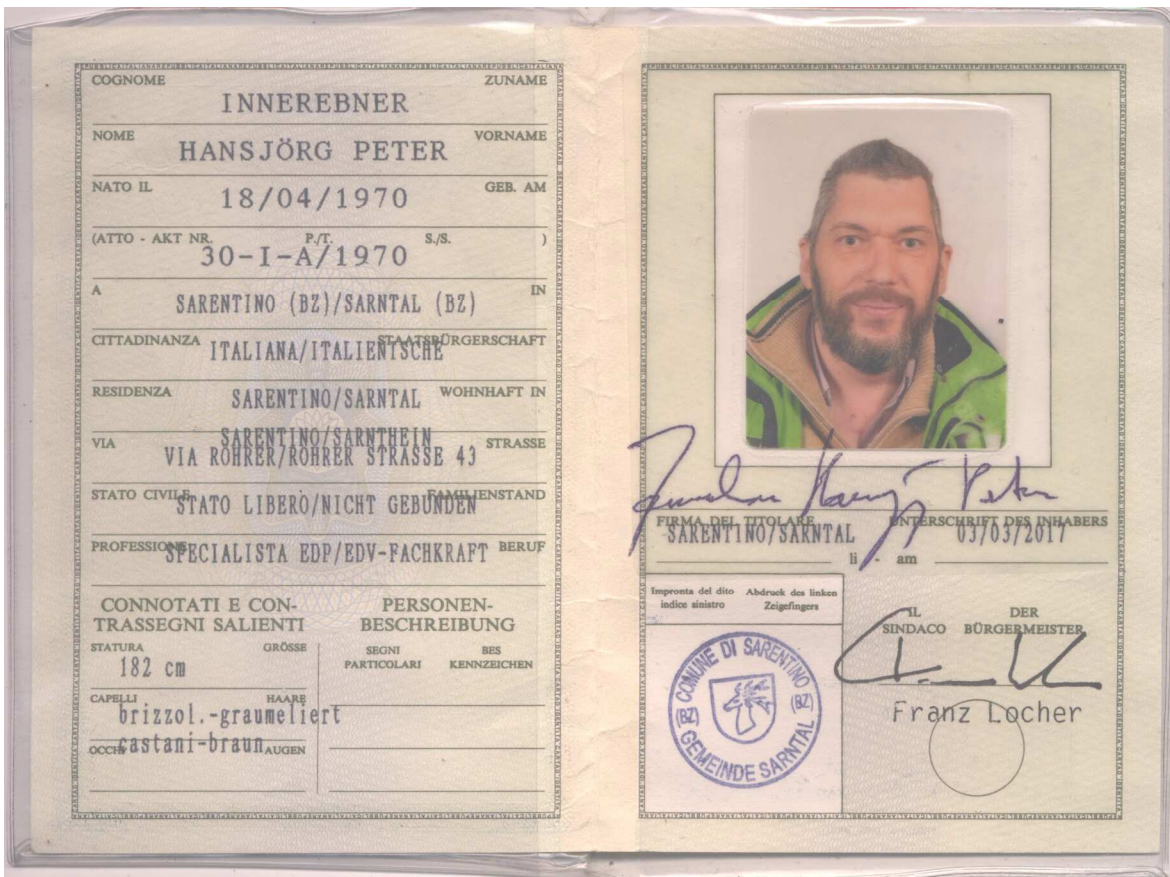 COGNOME ZUNAME
INNEREBNER
NOME VORNAME
HANSJÖRG PETER
NATO IL GEB. AM
18/04/1970
(ATTO - AKT NR. P./T. S./S. )
30-I-A/1970
A IN
SARENTINO (BZ)/SARNTAL (BZ)
CITTADINANZA STAATSBÜRGERSCHAFT
ITALIANA/ITALIENISCHE
RESIDENZA WOHNHAFT IN
SARENTINO/SARNTAL
SARENTINO/SARNTHEIN
VIA STRASSE
VIA ROHRER/ROHRER STRASSE 43
STATO CIVILE FAMILIENSTAND
STATO LIBERO/NICHT GEBUNDEN
PROFESSIONE BERUF
SPECIALISTA EDP/EDV-FACHKRAFT
CONNOTATI E CON-
TRASSEGNI SALIENTI
PERSONEN-
BESCHREIBUNG
STATURA GRÖSSE
182 cm
CAPELLI HAARE
brizzol.-graumeliert
OCCHI AUGEN
castani-braun
SEGNI
PARTICOLARI
BES
KENNZEICHEN
Peter
FIRMA DEL TITOLARE UNTERSCHRIFT DES INHABERS
SARENTINO/SARNTAL 03/03/2017
li - am
Impronta del dito
indice sinistro
Abdruck des linken
Zeigefingers
COMUNE DI SARENTINO
(BZ) (BZ)
GEMEINDE SARNTAL
IL
SINDACO
DER
BÜRGERMEISTER
Franz Locher